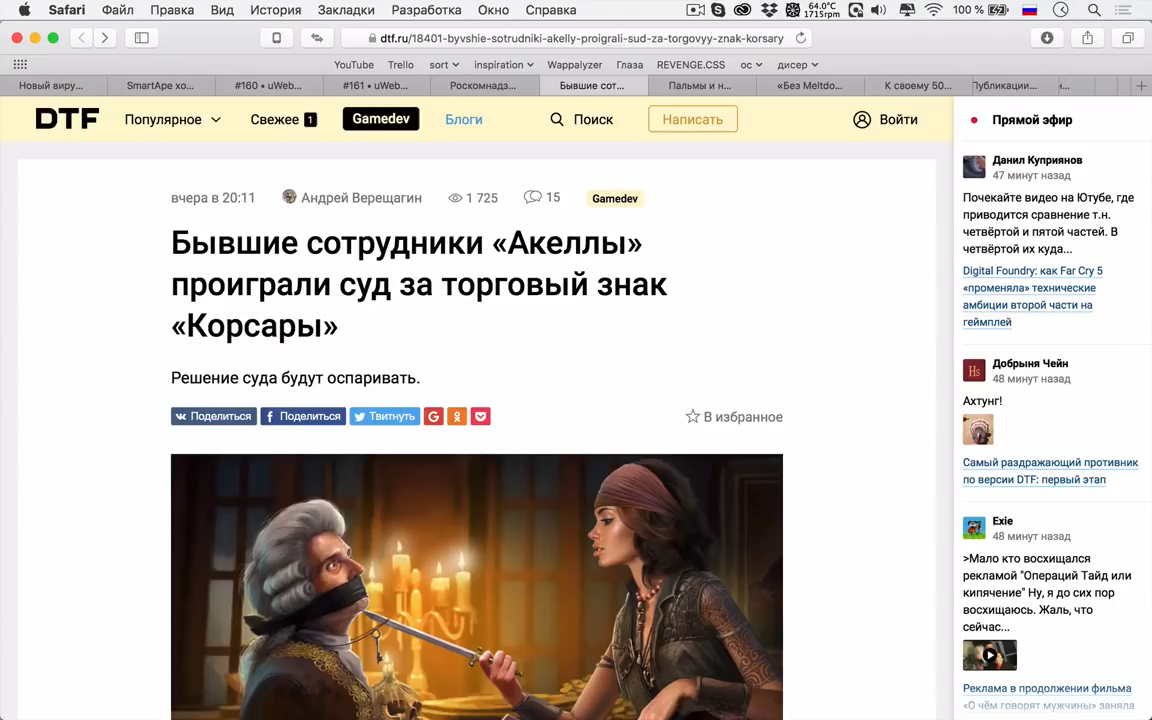 Safari Файл Правка Вид История Закладки Разработка Окно Справка
64.0°C
1715rpm
100 %
dtf.ru/18401-byvshie-sotrudniki-akelly-proigrali-sud-za-torgovyy-znak-korsary
YouTube Trello sort inspiration Wappalyzer Глаза REVENGE.CSS ос дисер
Новый виру... SmartApe хо... #160 • uWeb... #161 • uWeb... Роскомнадз... Бывшие сот... Пальмы и н... «Без Meltdo... К своему 50... Публикации...
DTF Популярное Свежее 1 Gamedev Блоги Поиск Написать Войти
вчера в 20:11 Андрей Верещагин 1 725 15 Gamedev
Бывшие сотрудники «Акеллы»
проиграли суд за торговый знак
«Корсары»
Решение суда будут оспаривать.
Поделиться Поделиться Твитнуть
В избранное
Прямой эфир
Данил Куприянов
47 минут назад
Почекайте видео на Ютубе, где
приводится сравнение т.н.
четвёртой и пятой частей. В
четвёртой их куда...
Digital Foundry: как Far Cry 5
«променяла» технические
амбиции второй части на
геймплей
Hs
Добрыня Чейн
48 минут назад
Ахтунг!
Самый раздражающий противник
по версии DTF: первый этап
Exie
48 минут назад
>Мало кто восхищался
рекламой "Операций Тайд или
кипячение" Ну, я до сих пор
восхищаюсь. Жаль, что
сейчас...
Реклама в продолжении фильма
«О чём говорят мужчины» заняла